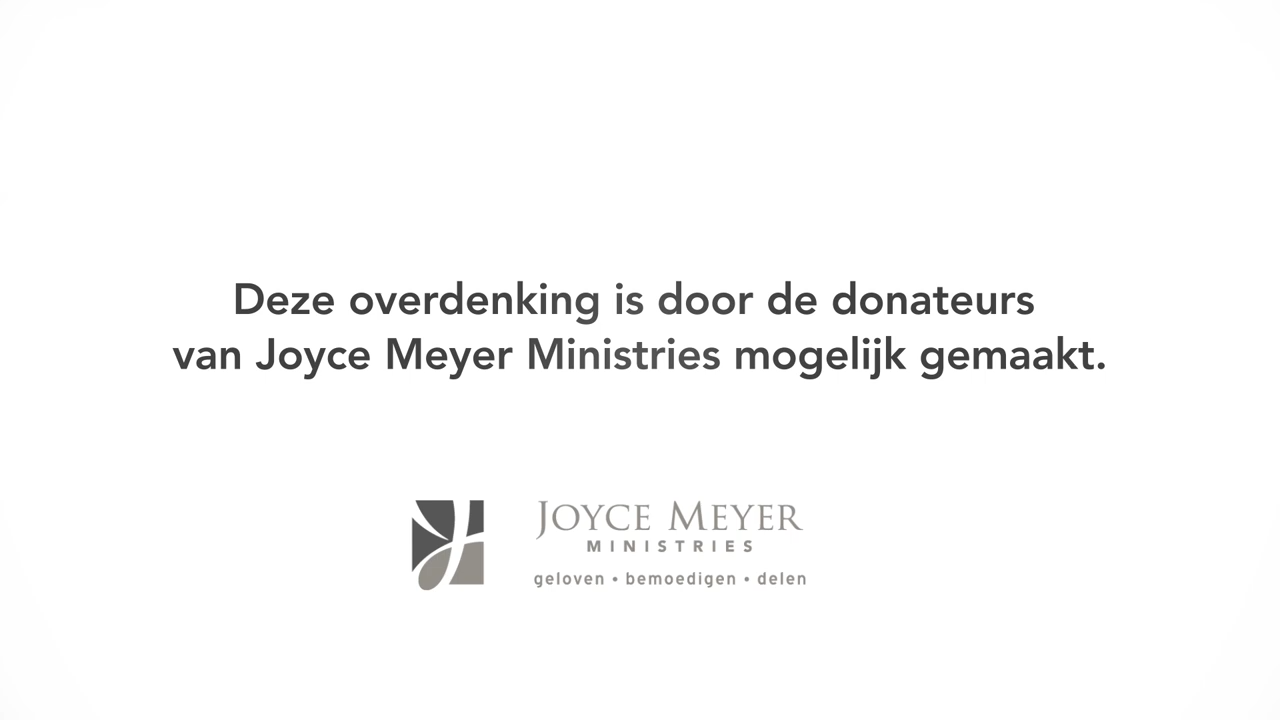 Deze overdenking is door de donateurs
van Joyce Meyer Ministries mogelijk gemaakt.
JOYCE MEYER
MINISTRIES
geloven • bemoedigen • delen